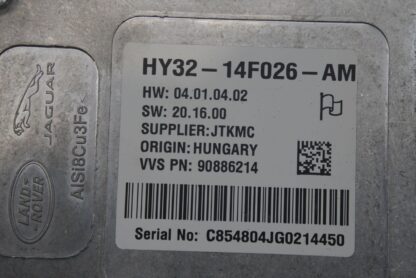 HY32-14F026-AM
HW: 04.01.04.02
SW: 20.16.00
SUPPLIER:JTKMC
ORIGIN:HUNGARY
VVS PN: 90886214
Serial No: C854804JG0214450
JAGUAR
LAND-
ROVER
AlSi8Cu3Fe